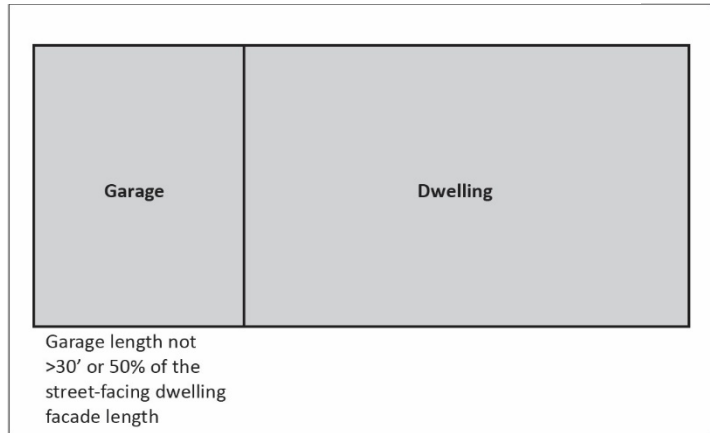 Garage
Dwelling
Garage length not
>30’ or 50% of the
street-facing dwelling
facade length